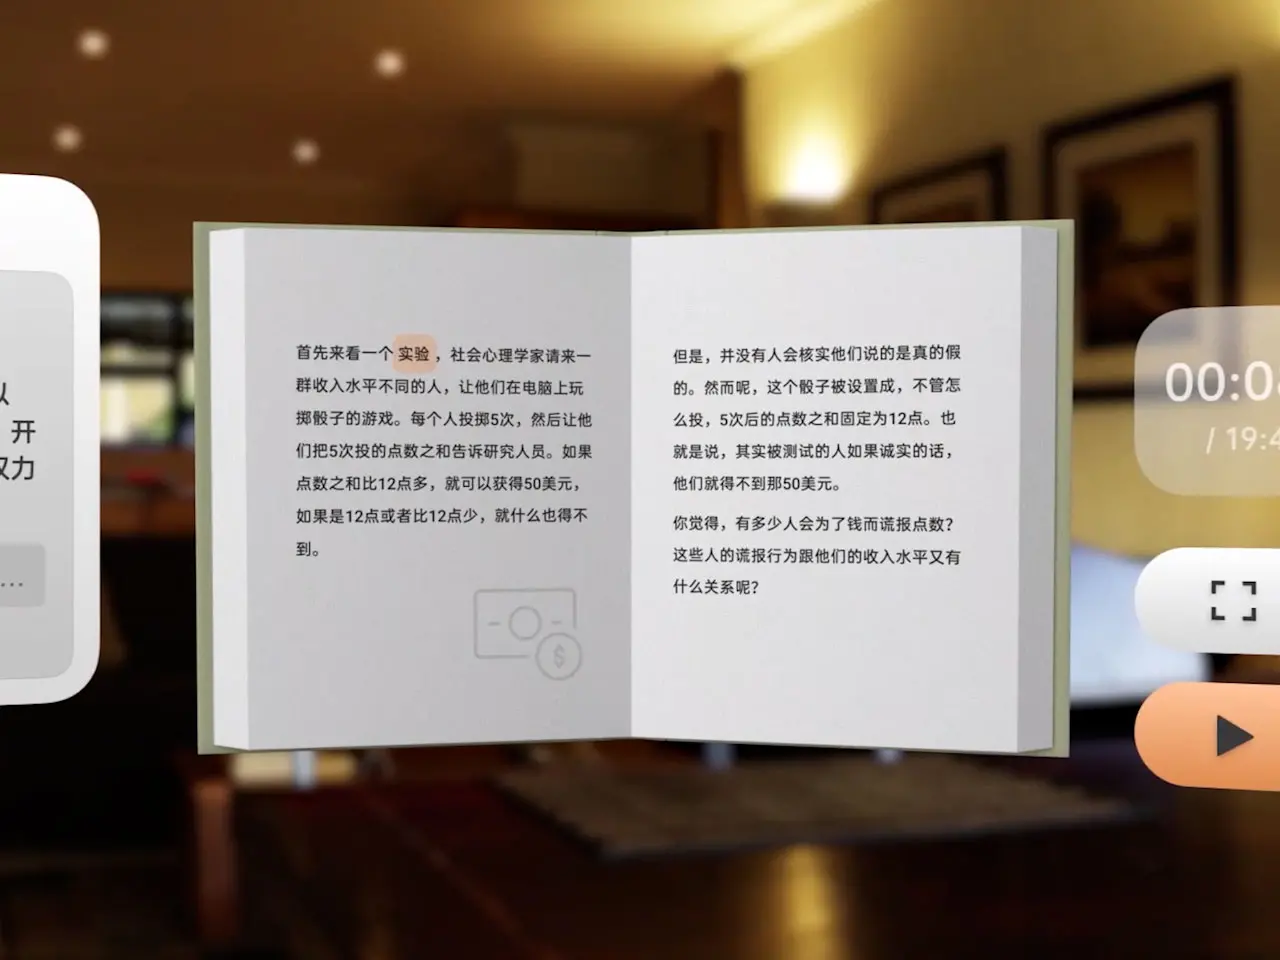 以
开
权力
...
首先来看一个 实验 ，社会心理学家请来一
群收入水平不同的人，让他们在电脑上玩
掷骰子的游戏。每个人投掷5次，然后让他
们把5次投的点数之和告诉研究人员。如果
点数之和比12点多，就可以获得50美元，
如果是12点或者比12点少，就什么也得不
到。
$
但是，并没有人会核实他们说的是真的假
的。然而呢，这个骰子被设置成，不管怎
么投，5次后的点数之和固定为12点。也
就是说，其实被测试的人如果诚实的话，
他们就得不到那50美元。
你觉得，有多少人会为了钱而谎报点数？
这些人的谎报行为跟他们的收入水平又有
什么关系呢？
00:0
/ 19:4